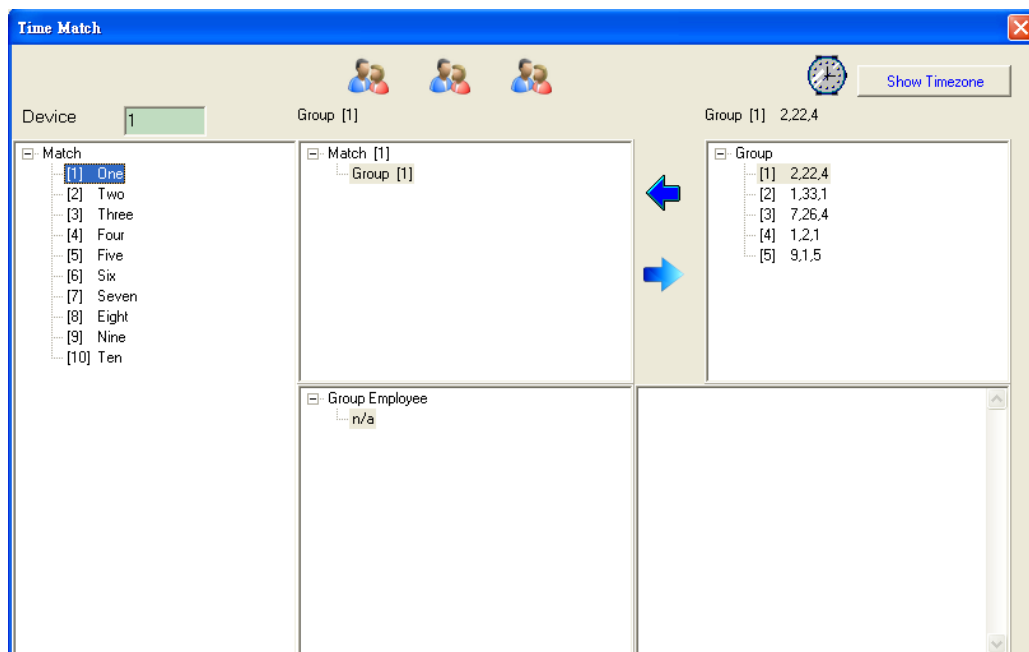 Time Match
Show Timezone
Device 1
Group [1]
Group [1] 2,22,4
Match
[1] One
[2] Two
[3] Three
[4] Four
[5] Five
[6] Six
[7] Seven
[8] Eight
[9] Nine
[10] Ten
Match [1]
Group [1]
Group
[1] 2,22,4
[2] 1,33,1
[3] 7,26,4
[4] 1,2,1
[5] 9,1,5
Group Employee
n/a